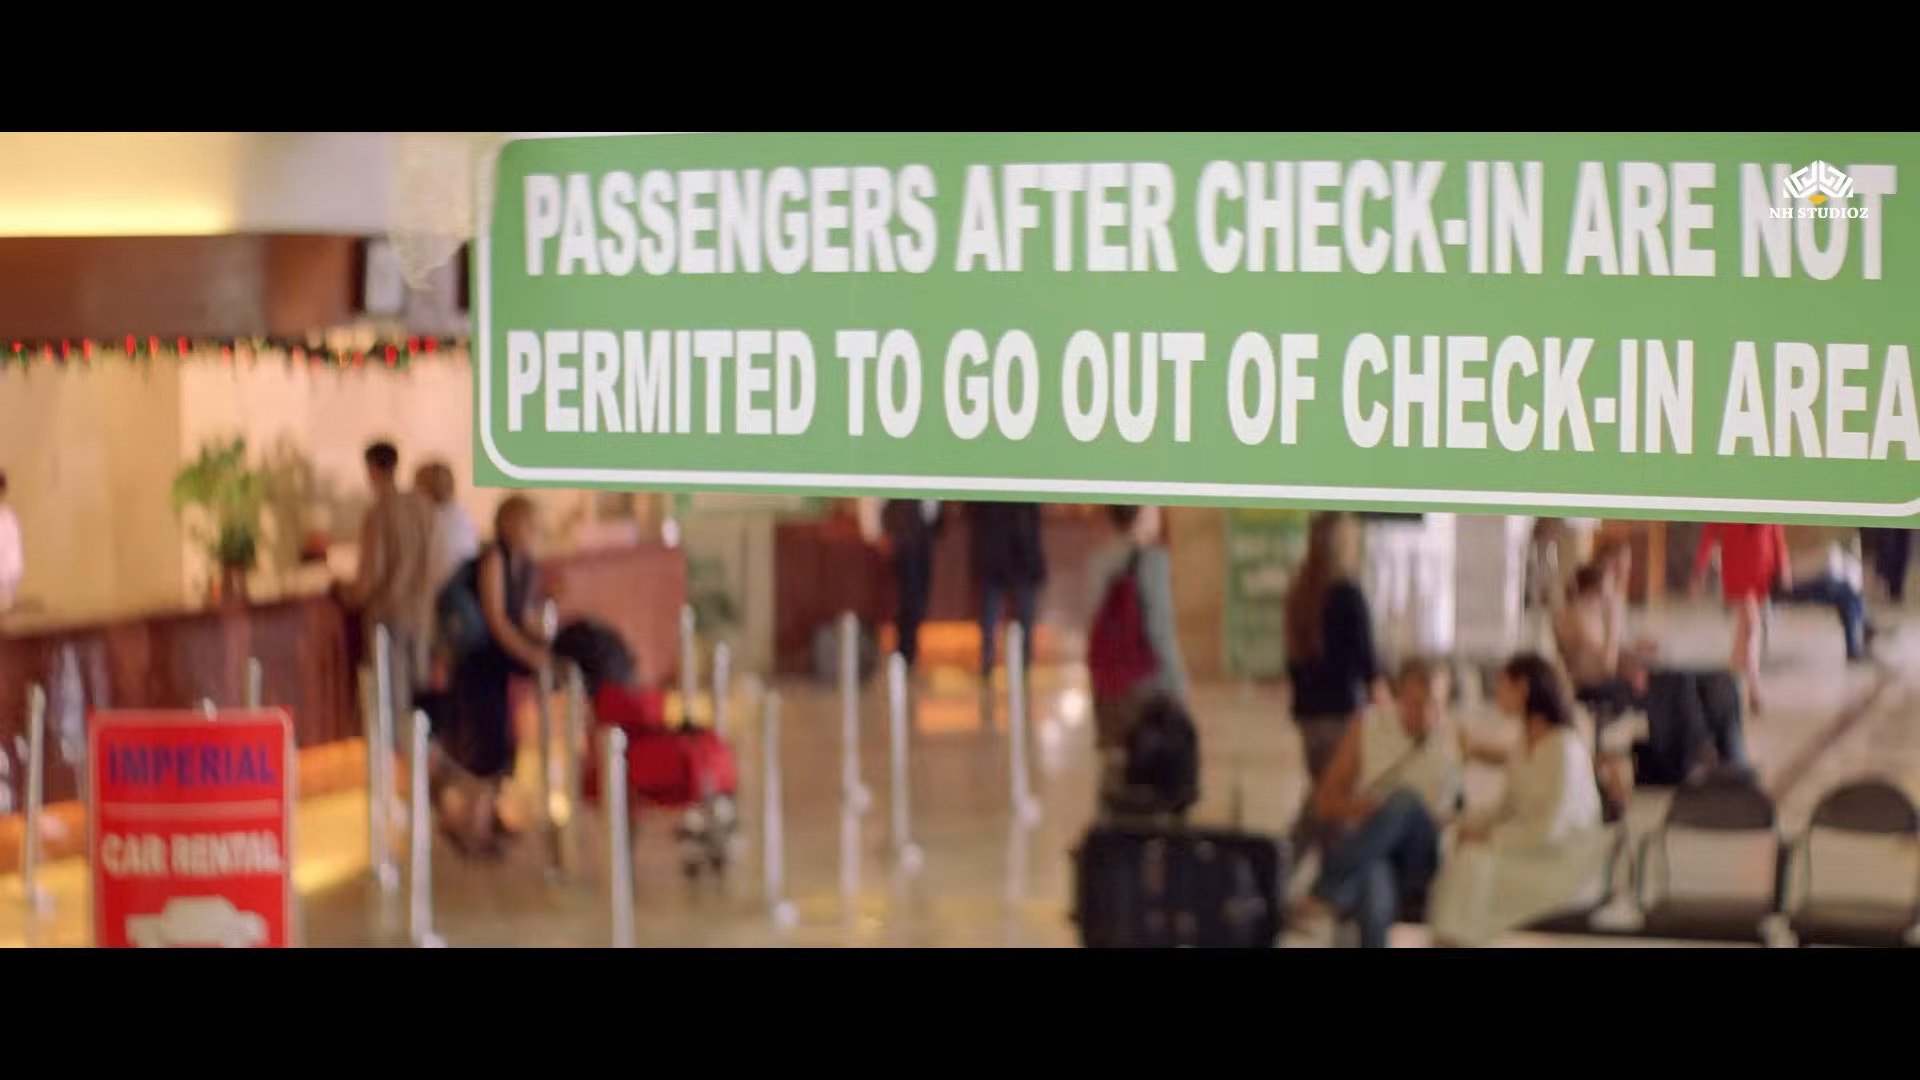 PASSENGERS AFTER CHECK-IN ARE NOT
PERMITED TO GO OUT OF CHECK-IN AREA
NH STUDIOZ
IMPERIAL
CAR RENTAL